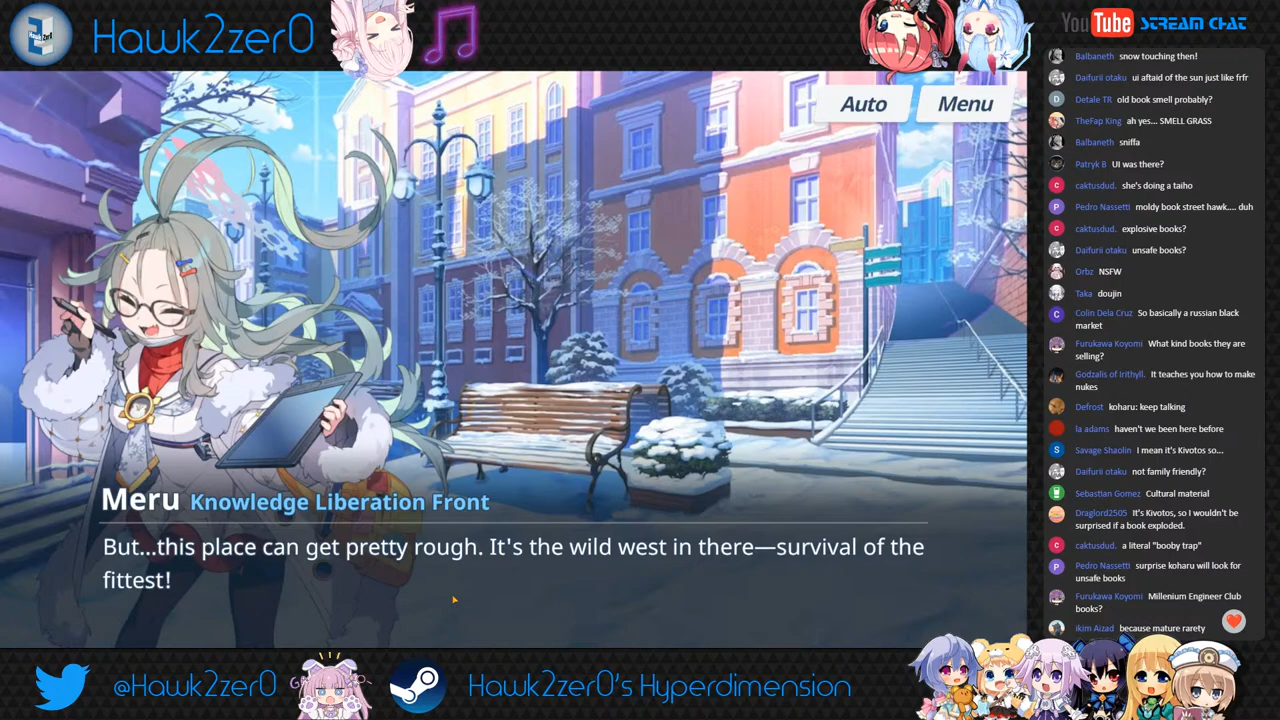 Hawk2zer0
YouTube STREAM CHAT
Auto
Menu
Balbaneth snow touching then!
Daifurii otaku ui aftaid of the sun just like frfr
Detale TR old book smell probably?
TheFap King ah yes... SMELL GRASS
Balbaneth sniffa
Patryk B UI was there?
caktusdud. she's doing a taiho
Pedro Nassetti moldy book street hawk.... duh
caktusdud. explosive books?
Daifurii otaku unsafe books?
Orbz NSFW
Taka doujin
Colin Dela Cruz So basically a russian black
market
Furukawa Koyomi What kind books they are
selling?
Godzalis of Irithyll. It teaches you how to make
nukes
Defrost koharu: keep talking
la adams haven't we been here before
Savage Shaolin I mean it's Kivotos so...
Daifurii otaku not family friendly?
Sebastian Gomez Cultural material
Draglord2505 It's Kivotos, so I wouldn't be
surprised if a book exploded.
caktusdud. a literal "booby trap"
Pedro Nassetti surprise koharu will look for
unsafe books
Furukawa Koyomi Millenium Engineer Club
books?
ikim Aizad because mature rarety
Meru Knowledge Liberation Front
But...this place can get pretty rough. It's the wild west in there—survival of the
fittest!
@Hawk2zer0
Hawk2zer0's Hyperdimension